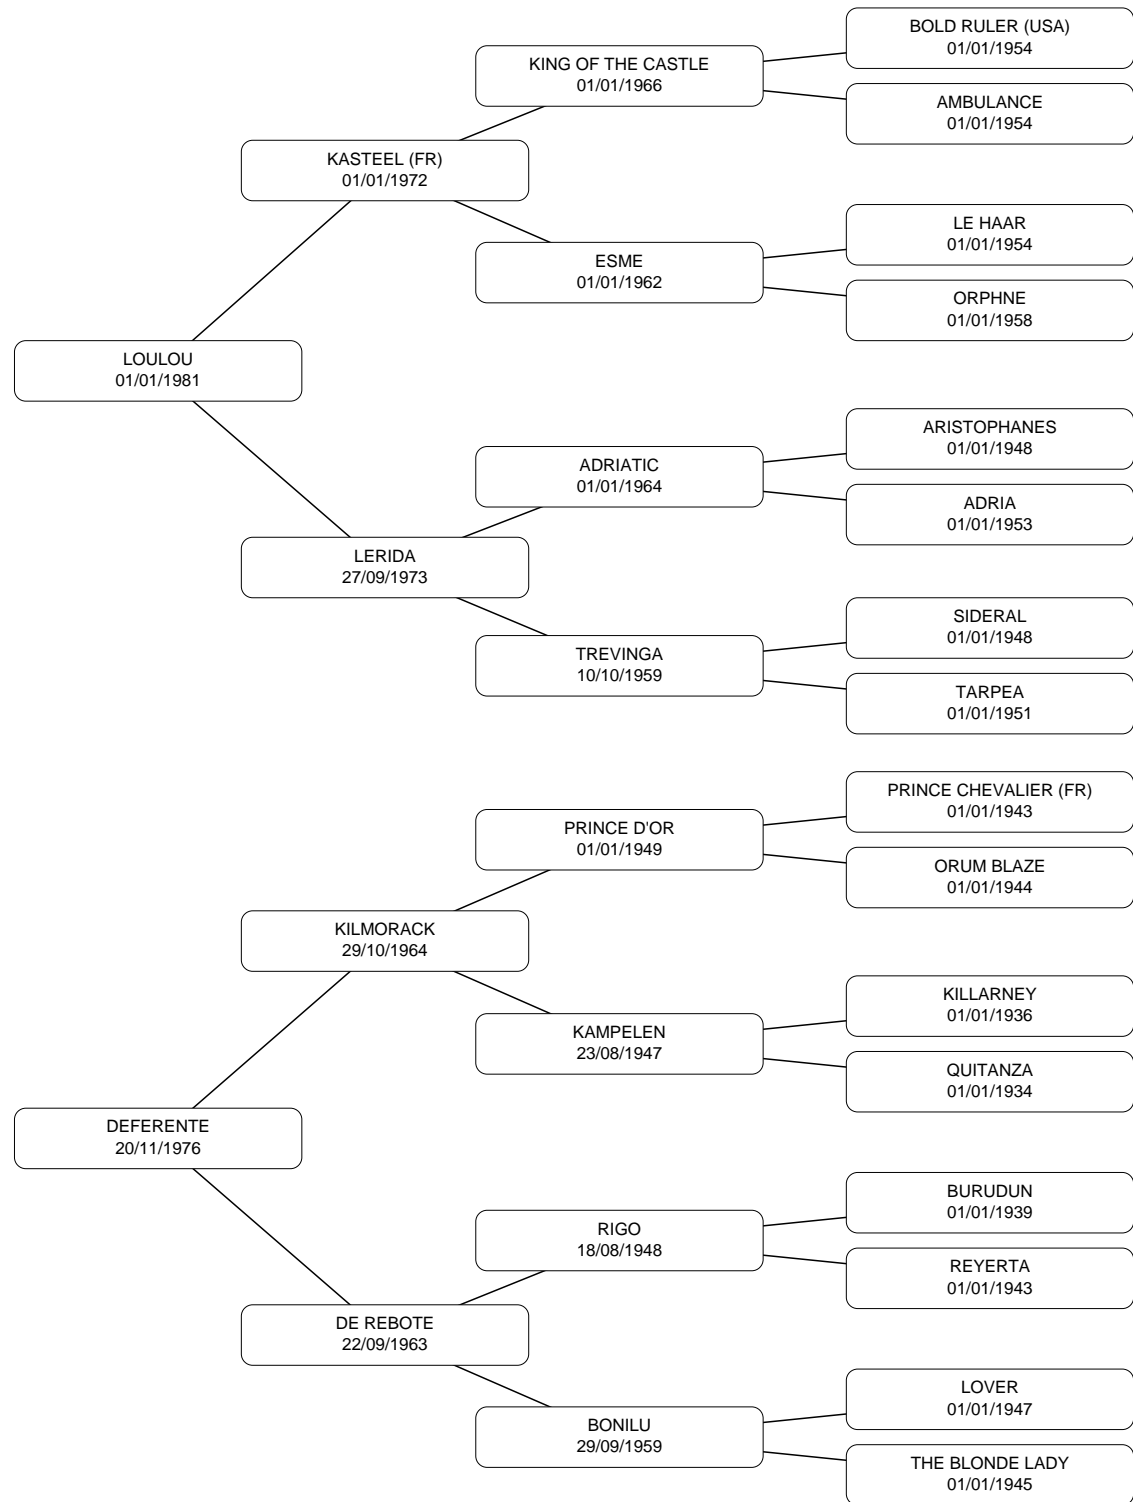 BOLD RULER (USA)
01/01/1954
KING OF THE CASTLE
01/01/1966
AMBULANCE
01/01/1954
KASTEEL (FR)
01/01/1972
LE HAAR
01/01/1954
ESME
01/01/1962
ORPHNE
01/01/1958
LOULOU
01/01/1981
ARISTOPHANES
01/01/1948
ADRIATIC
01/01/1964
ADRIA
01/01/1953
LERIDA
27/09/1973
SIDERAL
01/01/1948
TREVINGA
10/10/1959
TARPEA
01/01/1951
PRINCE CHEVALIER (FR)
01/01/1943
PRINCE D'OR
01/01/1949
ORUM BLAZE
01/01/1944
KILMORACK
29/10/1964
KILLARNEY
01/01/1936
KAMPELEN
23/08/1947
QUITANZA
01/01/1934
DEFERENTE
20/11/1976
BURUDUN
01/01/1939
RIGO
18/08/1948
REYERTA
01/01/1943
DE REBOTE
22/09/1963
LOVER
01/01/1947
BONILU
29/09/1959
THE BLONDE LADY
01/01/1945